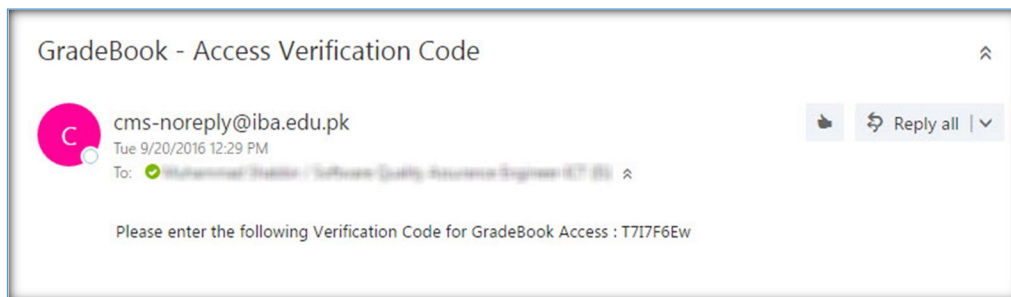 GradeBook - Access Verification Code
C
cms-noreply@iba.edu.pk
Reply all
Tue 9/20/2016 12:29 PM
To:
Please enter the following Verification Code for GradeBook Access : T7I7F6Ew